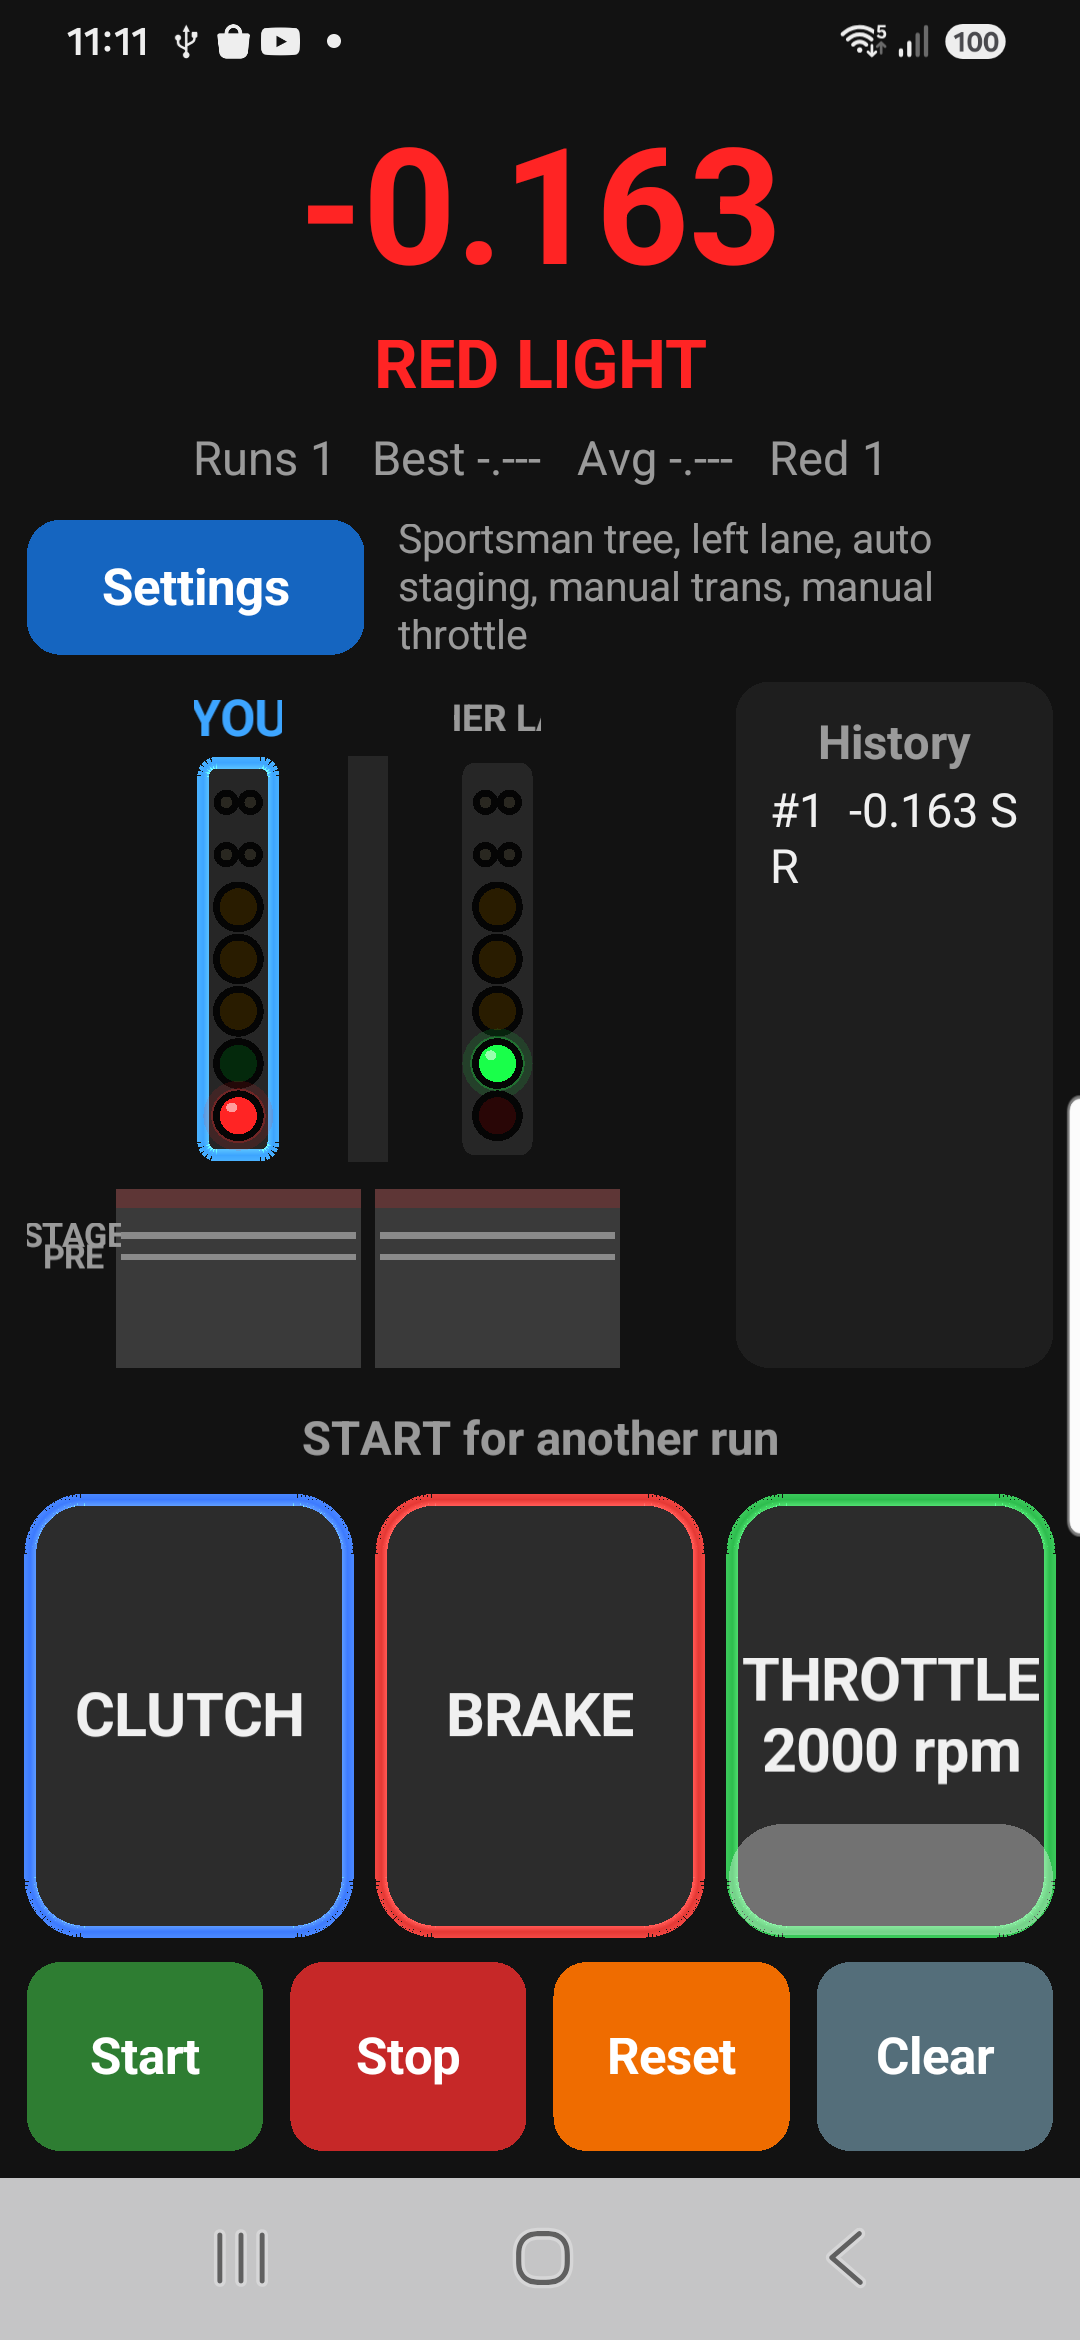 11:11
5
100
-0.163
RED LIGHT
Runs 1 Best -.--- Avg -.--- Red 1
Settings
Sportsman tree, left lane, auto
staging, manual trans, manual
throttle
YOU
IER LA
History
#1 -0.163 S
R
STAGE
PRE
START for another run
CLUTCH
BRAKE
THROTTLE
2000 rpm
Start
Stop
Reset
Clear